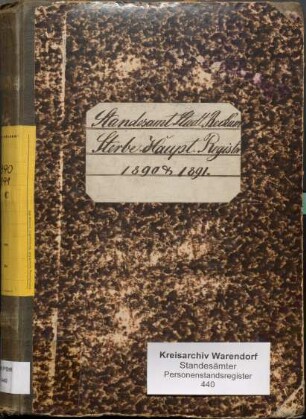 Standesamt Stadt Beckum
Sterbe-Haupt-Register
1890 & 1891.
Kreisarchiv Warendorf
Standesämter
Personenstandsregister
440